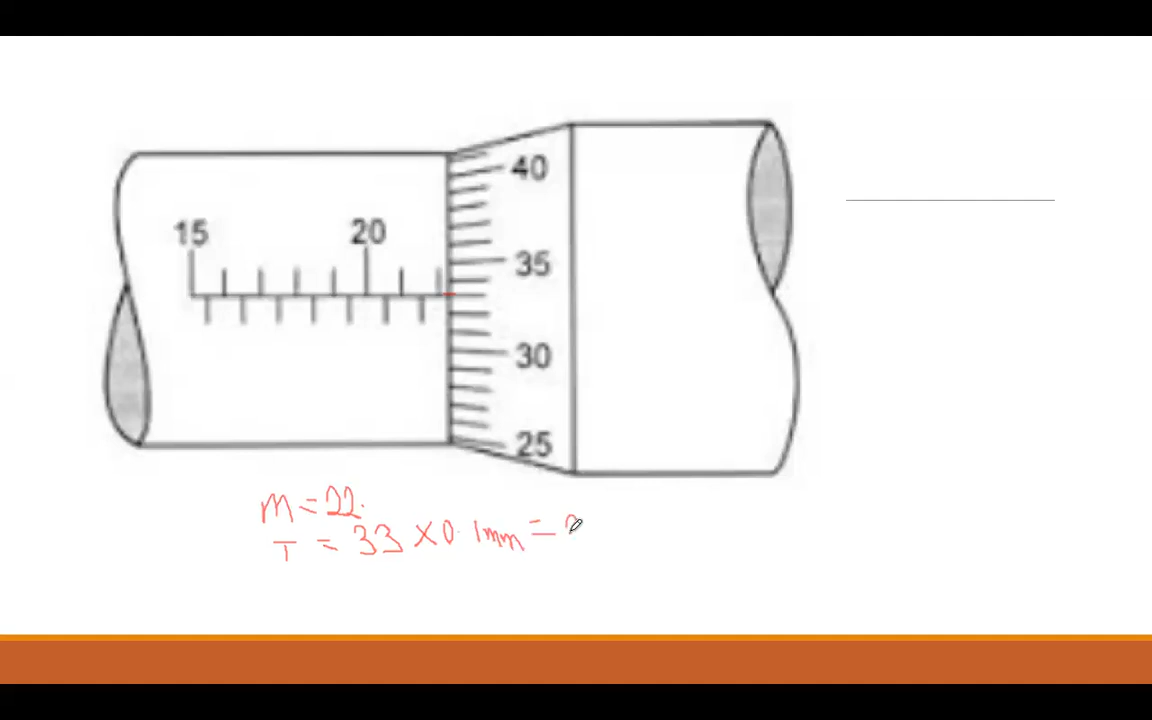 40
15 20
35
30
25
m = 22.
T = 33 × 0.1mm =